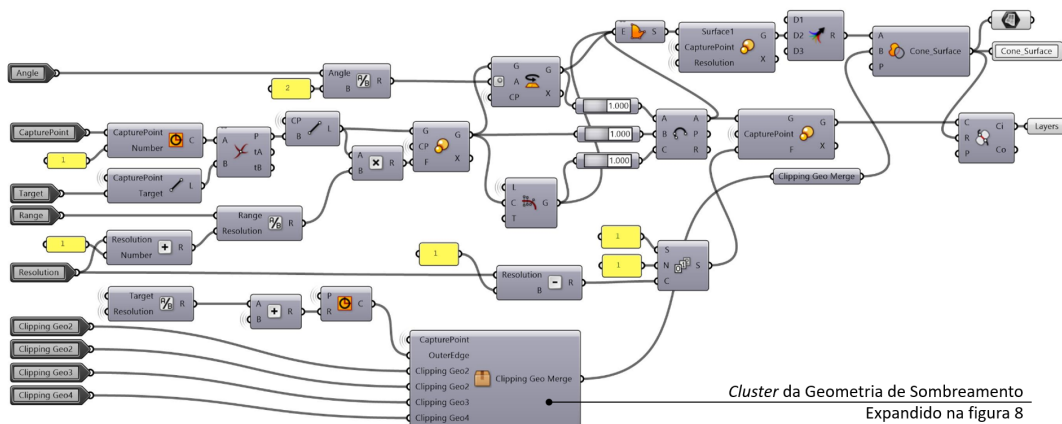 Angle
2
Angle
B
A/B
R
G
A
CP
G
X
E
S
Surface1
CapturePoint
Resolution
G
X
D1
D2
D3
R
A
B
P
Cone_Surface
Cone_Surface
CapturePoint
1
CapturePoint
Number
C
A
B
P
tA
tB
CP
B
L
G
CP
F
G
X
A
B
R
1.000
1.000
1.000
A
B
C
A
P
R
G
CapturePoint
F
G
X
C
R
P
Ci
Co
Layers
Target
CapturePoint
Target
L
L
C
T
G
Clipping Geo Merge
Range
Range
Resolution
A/B
R
1
Resolution
Number
R
Resolution
1
Resolution
B
R
1
1
S
N
C
S
Target
Resolution
A/B
R
A
B
R
P
R
C
Clipping Geo2
Clipping Geo2
Clipping Geo3
Clipping Geo4
CapturePoint
OuterEdge
Clipping Geo2
Clipping Geo2
Clipping Geo3
Clipping Geo4
Clipping Geo Merge
Cluster da Geometria de Sombreamento
Expandido na figura 8